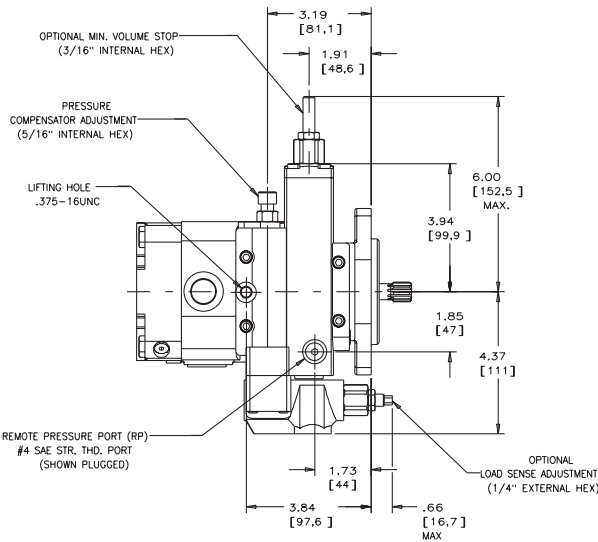 3.19
[81,1]
OPTIONAL MIN. VOLUME STOP
(3/16" INTERNAL HEX)
1.91
[48,6]
PRESSURE
COMPENSATOR ADJUSTMENT
(5/16" INTERNAL HEX)
6.00
[152,5]
MAX.
LIFTING HOLE
.375-16UNC
3.94
[99,9]
1.85
[47]
4.37
[111]
REMOTE PRESSURE PORT (RP)
#4 SAE STR. THD. PORT
(SHOWN PLUGGED)
OPTIONAL
LOAD SENSE ADJUSTMENT
(1/4" EXTERNAL HEX)
1.73
[44]
3.84
[97,6]
.66
[16,7]
MAX